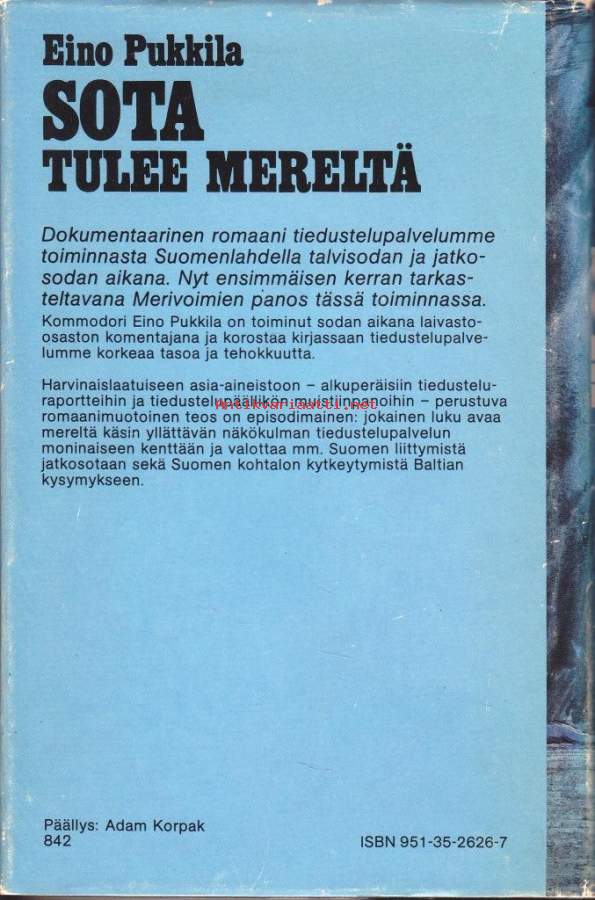 Eino Pukkila
SOTA
TULEE MERELTÄ
Dokumentaarinen romaani tiedustelupalvelumme
toiminnasta Suomenlahdella talvisodan ja jatko-
sodan aikana. Nyt ensimmäisen kerran tarkas-
teltavana Merivoimien panos tässä toiminnassa.
Kommodori Eino Pukkila on toiminut sodan aikana laivasto-
osaston komentajana ja korostaa kirjassaan tiedustelupalve-
lumme korkeaa tasoa ja tehokkuutta.
Harvinaislaatuiseen asia-aineistoon – alkuperäisiin tiedustelu-
raportteihin ja tiedustelupäällikön muistiinpanoihin – perustuva
Antikvariaatti.net
romaanimuotoinen teos on episodimainen: jokainen luku avaa
mereltä käsin yllättävän näkökulman tiedustelupalvelun
moninaiseen kenttään ja valottaa mm. Suomen liittymistä
jatkosotaan sekä Suomen kohtalon kytkeytymistä Baltian
kysymykseen.
Päällys: Adam Korpak
842
ISBN 951-35-2626-7